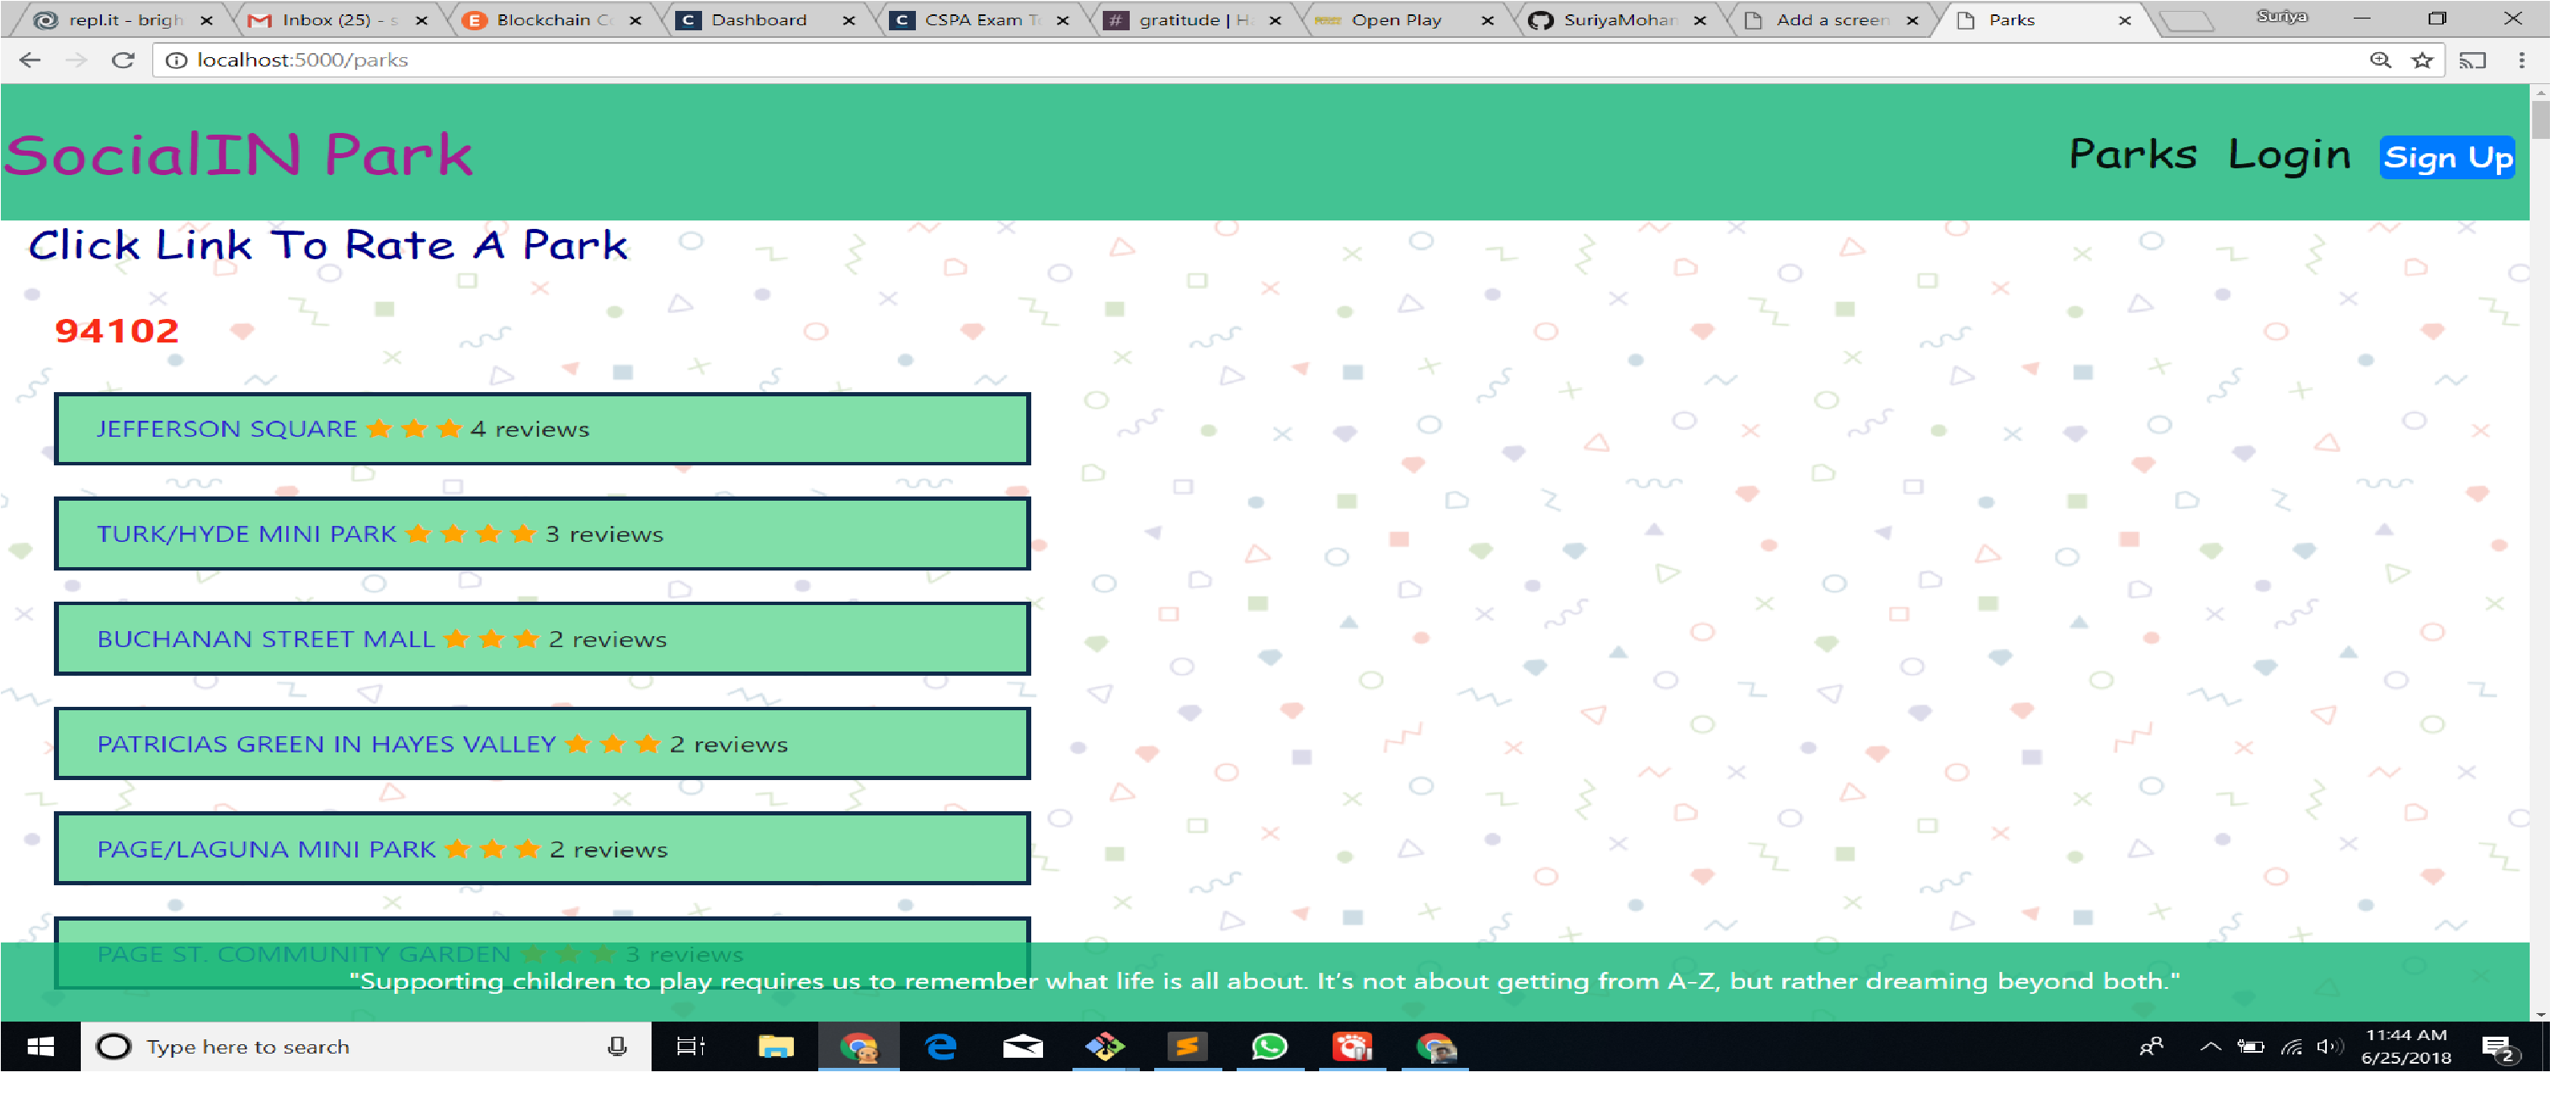 repl.it - brigh
Inbox (25) - s
Blockchain Co
Dashboard
CSPA Exam T
gratitude | Ha
Open Play
SuriyaMohan
Add a screen
Parks
Suriya
localhost:5000/parks
SocialIN Park
Parks Login Sign Up
Click Link To Rate A Park
94102
JEFFERSON SQUARE 4 reviews
TURK/HYDE MINI PARK 3 reviews
BUCHANAN STREET MALL 2 reviews
PATRICIAS GREEN IN HAYES VALLEY 2 reviews
PAGE/LAGUNA MINI PARK 2 reviews
PAGE ST. COMMUNITY GARDEN 3 reviews
"Supporting children to play requires us to remember what life is all about. It's not about getting from A-Z, but rather dreaming beyond both."
Type here to search
11:44 AM
6/25/2018
2